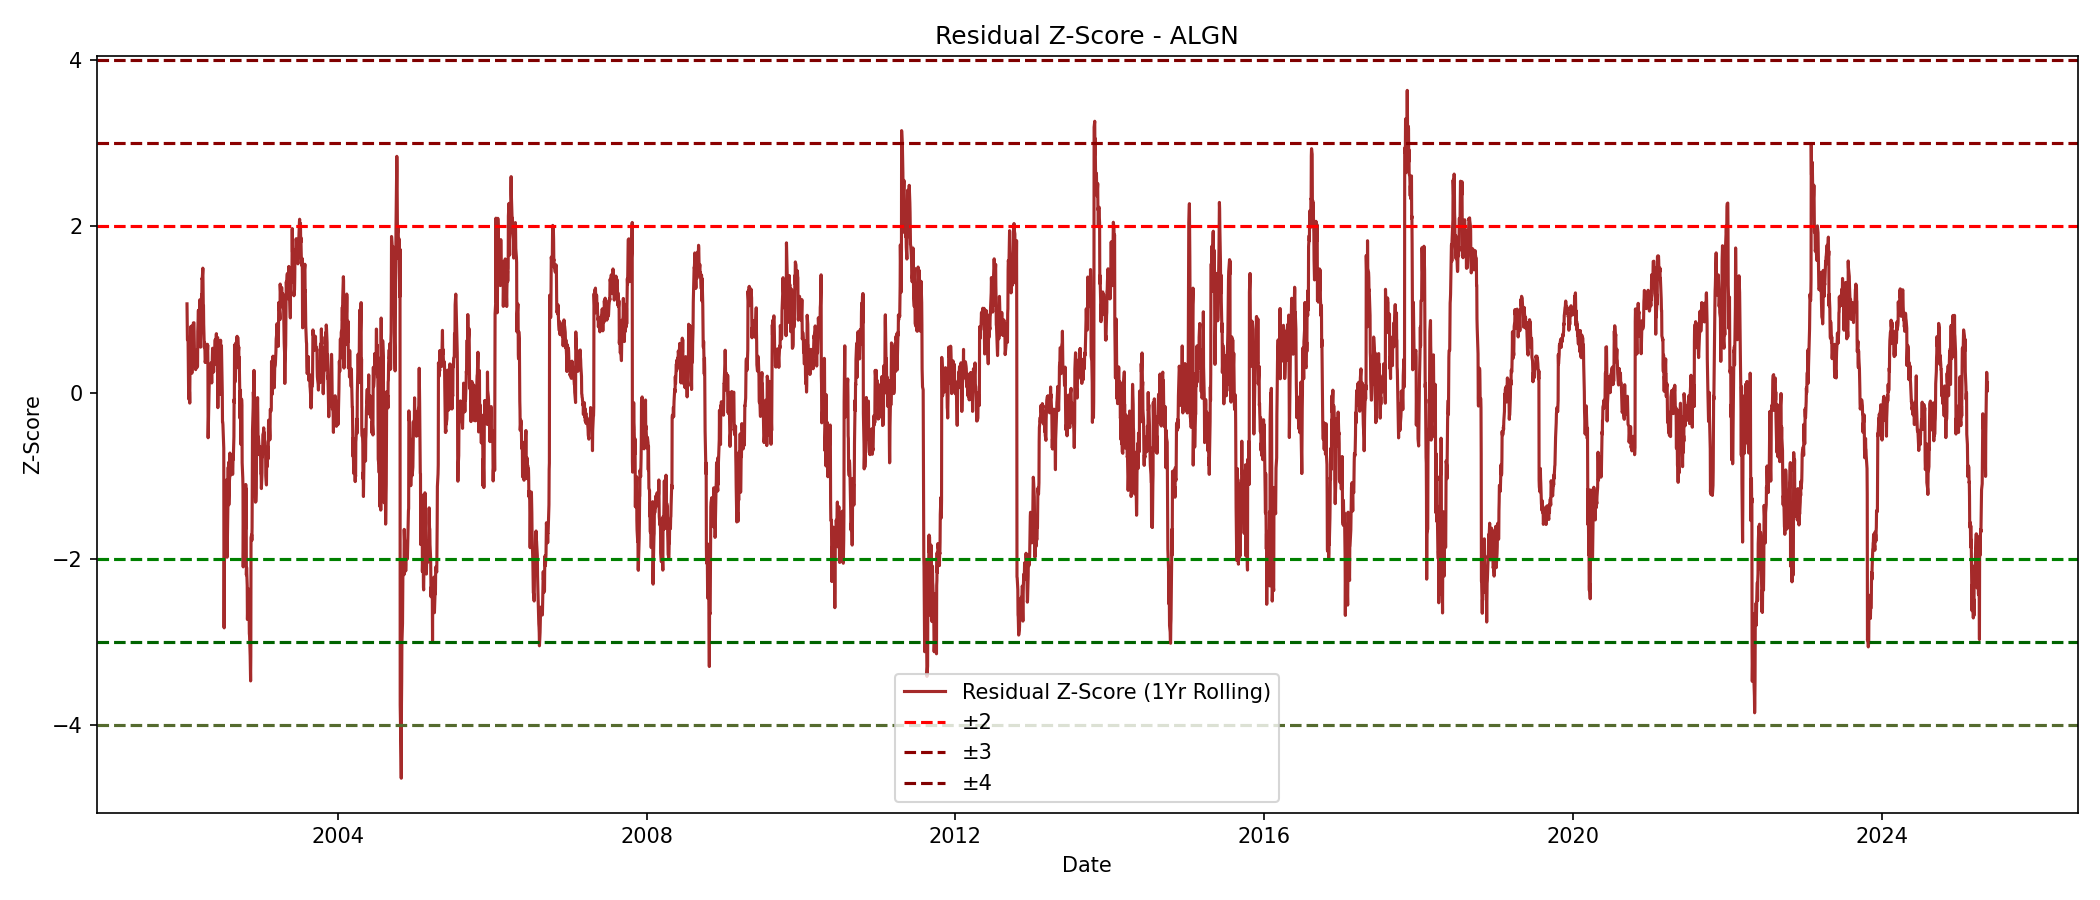 Residual Z-Score - ALGN
4
2
0
−2
−4
Z-Score
Residual Z-Score (1Yr Rolling)
±2
±3
±4
2004 2008 2012 2016 2020 2024
Date